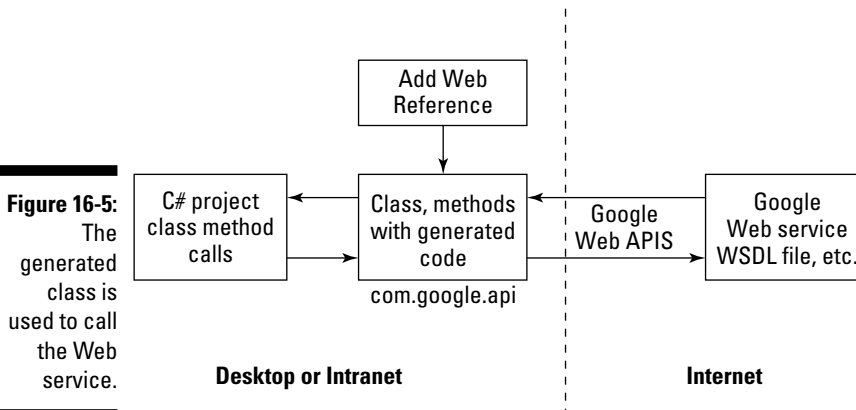 Add Web
Reference
Figure 16-5:
The
generated
class is
used to call
the Web
service.
C# project
class method
calls
Class, methods
with generated
code
com.google.api
Google
Web APIS
Google
Web service
WSDL file, etc.
Desktop or Intranet
Internet